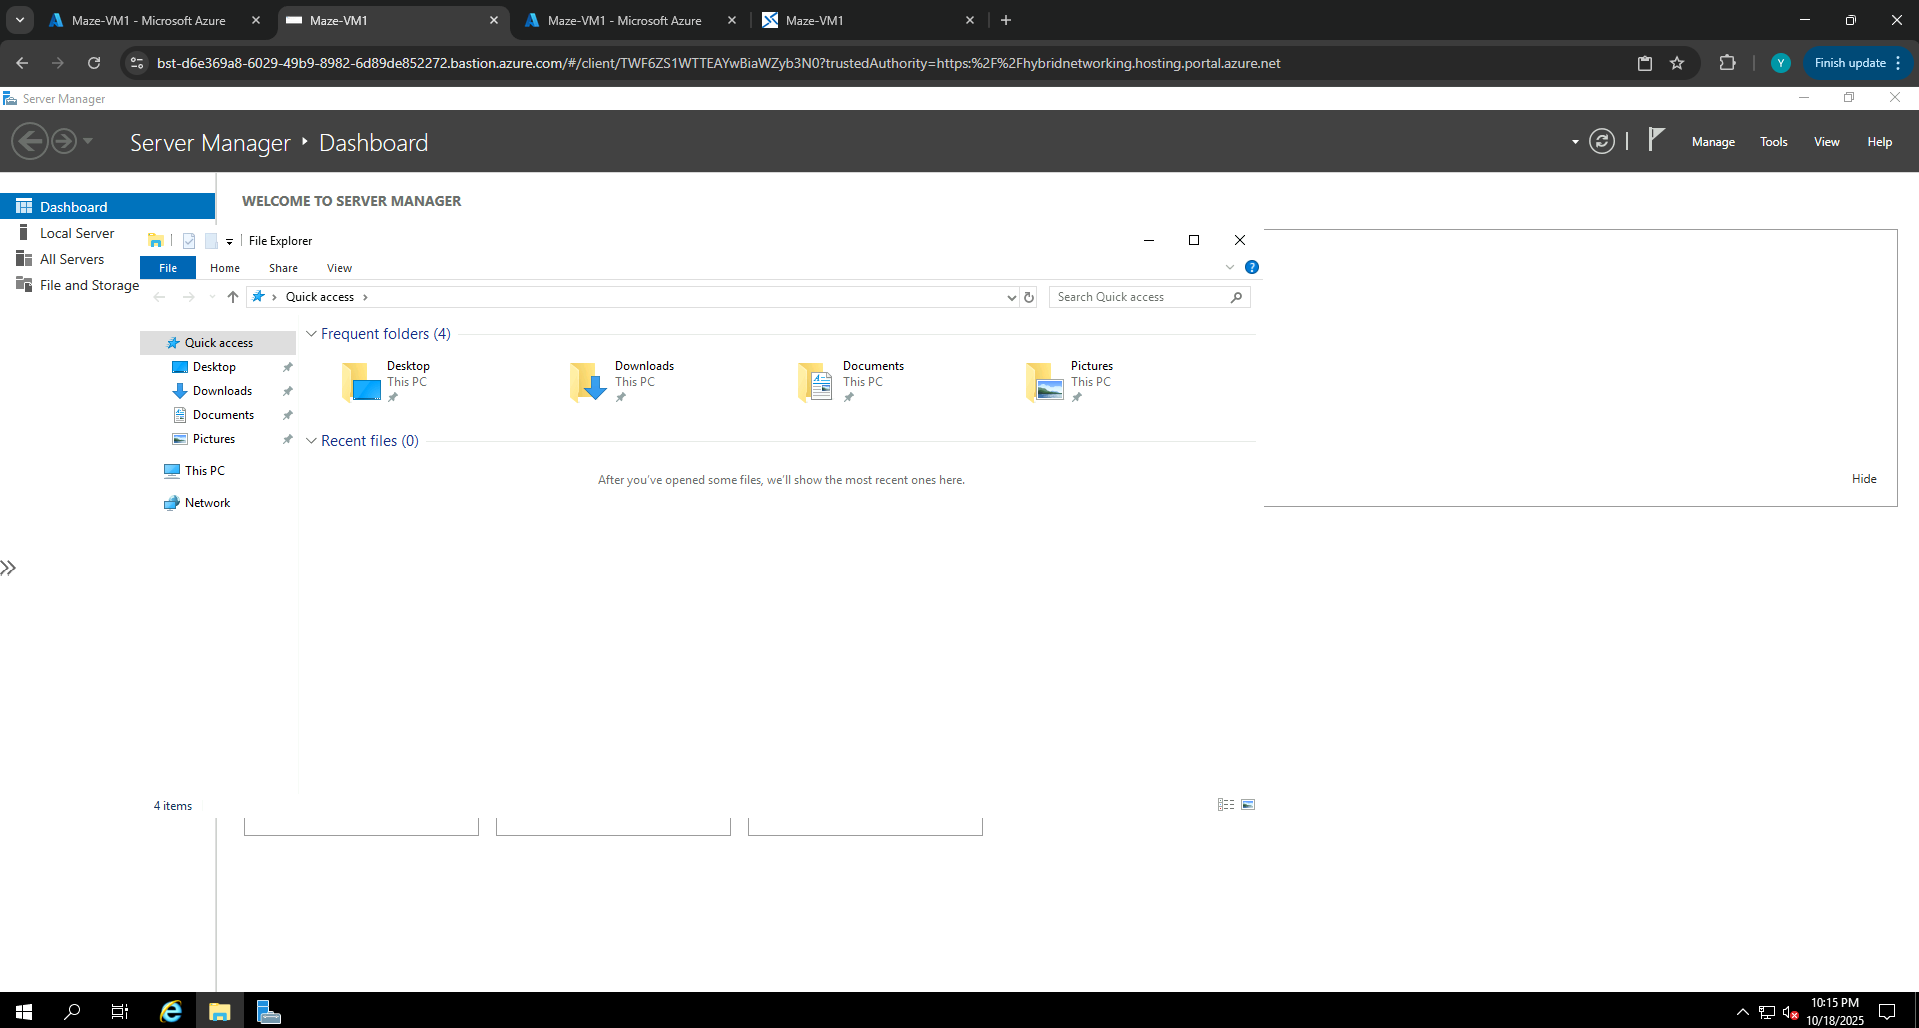 Maze-VM1 - Microsoft Azure
Maze-VM1
Maze-VM1 - Microsoft Azure
Maze-VM1
bst-d6e369a8-6029-49b9-8982-6d89de852272.bastion.azure.com/#/client/TWF6ZS1WTTEAYwBiaWZyb3N0?trustedAuthority=https:%2F%2Fhybridnetworking.hosting.portal.azure.net
Y
Finish update
Server Manager
Server Manager Dashboard
Manage
Tools
View
Help
Dashboard
Local Server
All Servers
File and Storage
WELCOME TO SERVER MANAGER
File Explorer
File
Home
Share
View
Quick access
Search Quick access
Quick access
Desktop
Downloads
Documents
Pictures
This PC
Network
Frequent folders (4)
Desktop
This PC
Downloads
This PC
Documents
This PC
Pictures
This PC
Recent files (0)
After you've opened some files, we'll show the most recent ones here.
Hide
4 items
10:15 PM
10/18/2025